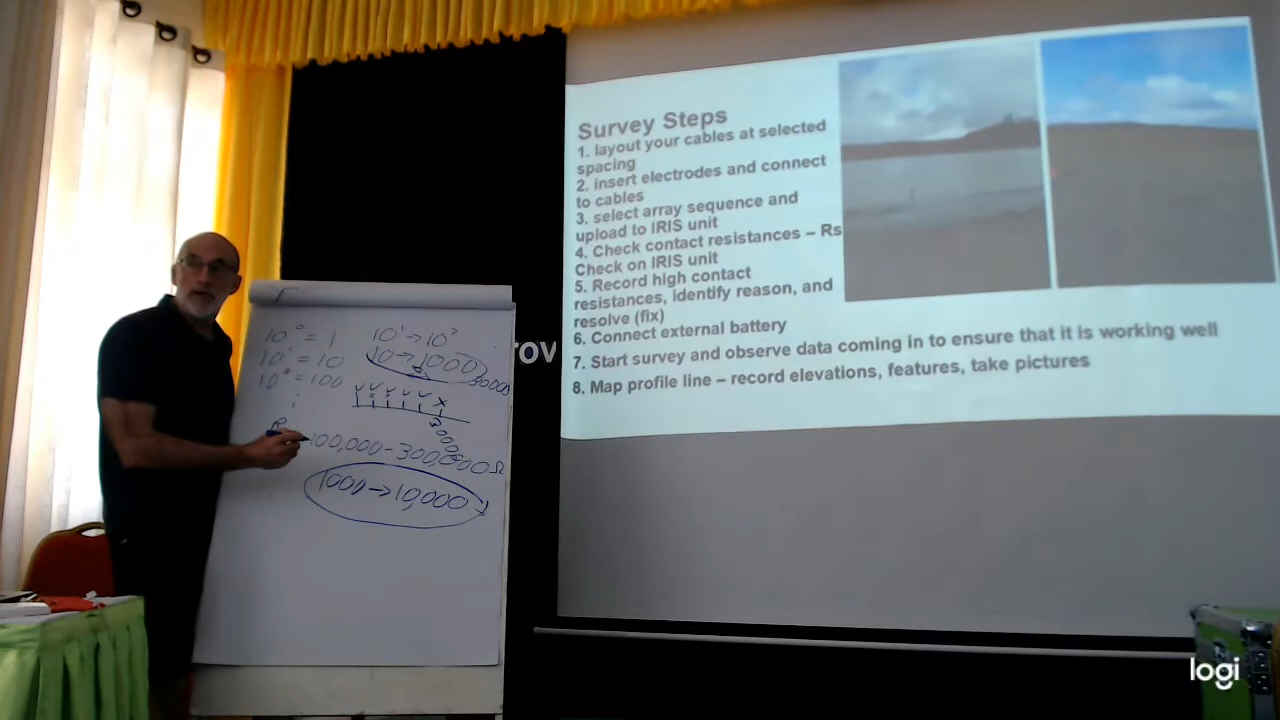 Survey Steps
1. layout your cables at selected
spacing
2. insert electrodes and connect
to cables
3. select array sequence and
upload to IRIS unit
4. Check contact resistances – Rs
Check on IRIS unit
5. Record high contact
resistances, identify reason, and
resolve (fix)
6. Connect external battery
7. Start survey and observe data coming in to ensure that it is working well
8. Map profile line – record elevations, features, take pictures
10⁰ = 1
10¹ = 10
10² = 100
10¹ → 10³
10 → 1000
100,000 - 300,000 Ω
1000 → 10,000
rov
logi